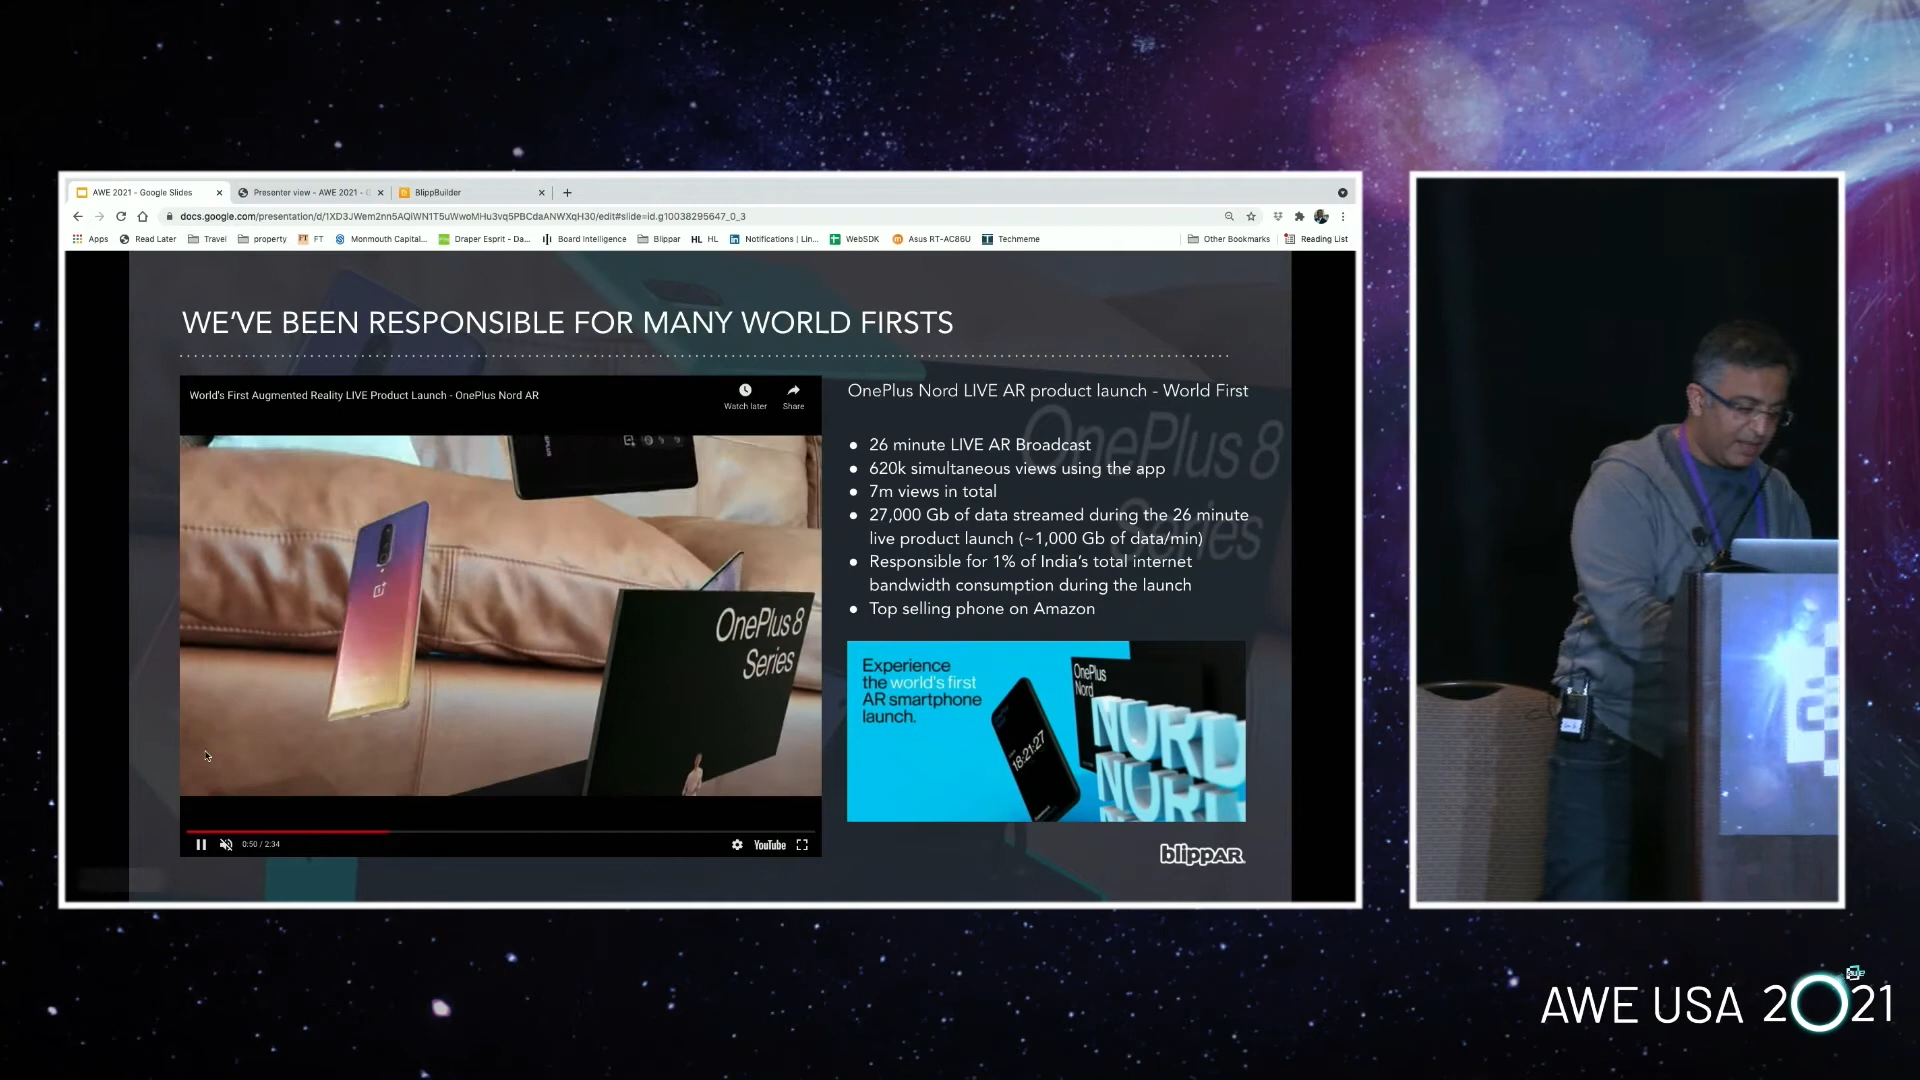 AWE 2021 - Google Slides
Presenter view - AWE 2021 - G
BlippBuilder
docs.google.com/presentation/d/1XD3JWem2nn5AQiWN1T5uWwoMHu3vq5PBCdaANWXqH30/edit#slide=id.g10038295647_0_3
Apps
Read Later
Travel
property
FT FT
Monmouth Capital...
Draper Esprit - Da...
Board Intelligence
Blippar
HL HL
Notifications | Lin...
WebSDK
Asus RT-AC86U
Techmeme
Other Bookmarks
Reading List
WE'VE BEEN RESPONSIBLE FOR MANY WORLD FIRSTS
World's First Augmented Reality LIVE Product Launch - OnePlus Nord AR
Watch later
Share
OnePlus 8
Series
0:50 / 2:34
YouTube
OnePlus Nord LIVE AR product launch - World First
● 26 minute LIVE AR Broadcast
● 620k simultaneous views using the app
● 7m views in total
● 27,000 Gb of data streamed during the 26 minute
live product launch (~1,000 Gb of data/min)
● Responsible for 1% of India's total internet
bandwidth consumption during the launch
● Top selling phone on Amazon
OnePlus 8
Series
Experience
the world's first
AR smartphone
launch.
18:21:27
OnePlus
Nord
NORD
NORD
blippAR
AWE USA 2021